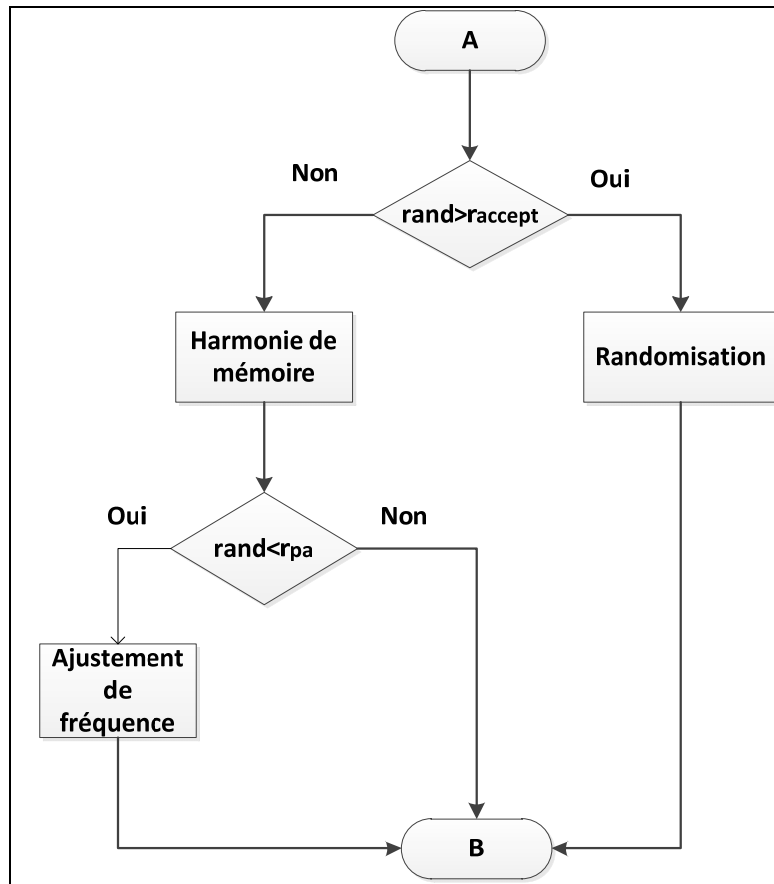 A
Non
Oui
rand>raccept
Harmonie de
mémoire
Randomisation
Oui
Non
rand<rpa
Ajustement
de
fréquence
B